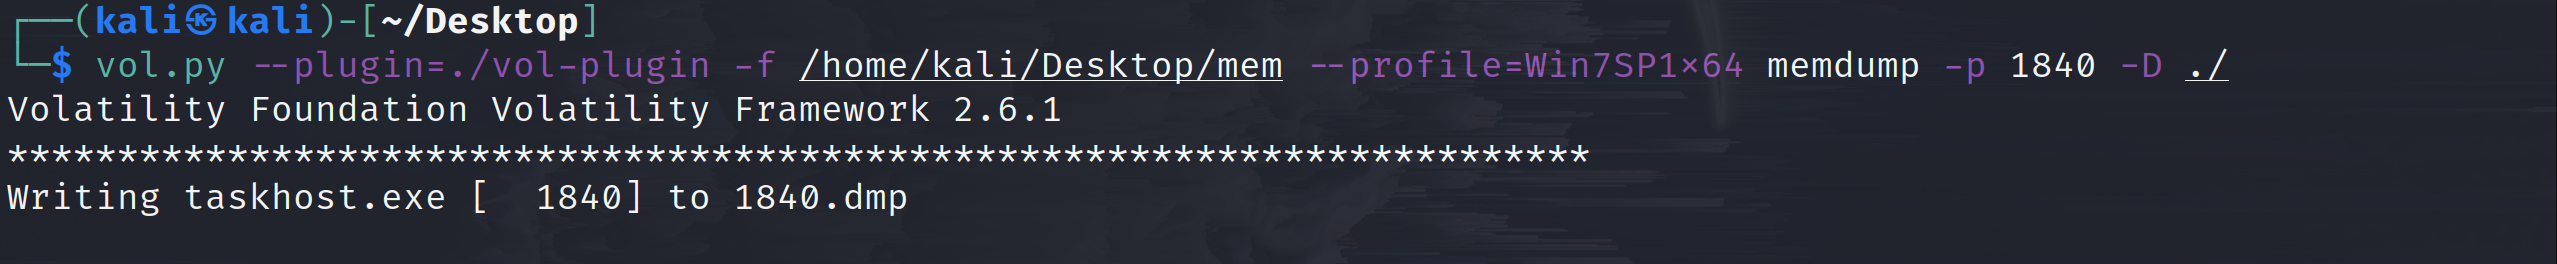 ┌──(kali㉿kali)-[~/Desktop]
└─$ vol.py --plugin=./vol-plugin -f /home/kali/Desktop/mem --profile=Win7SP1x64 memdump -p 1840 -D ./
Volatility Foundation Volatility Framework 2.6.1
************************************************************************
Writing taskhost.exe [  1840] to 1840.dmp